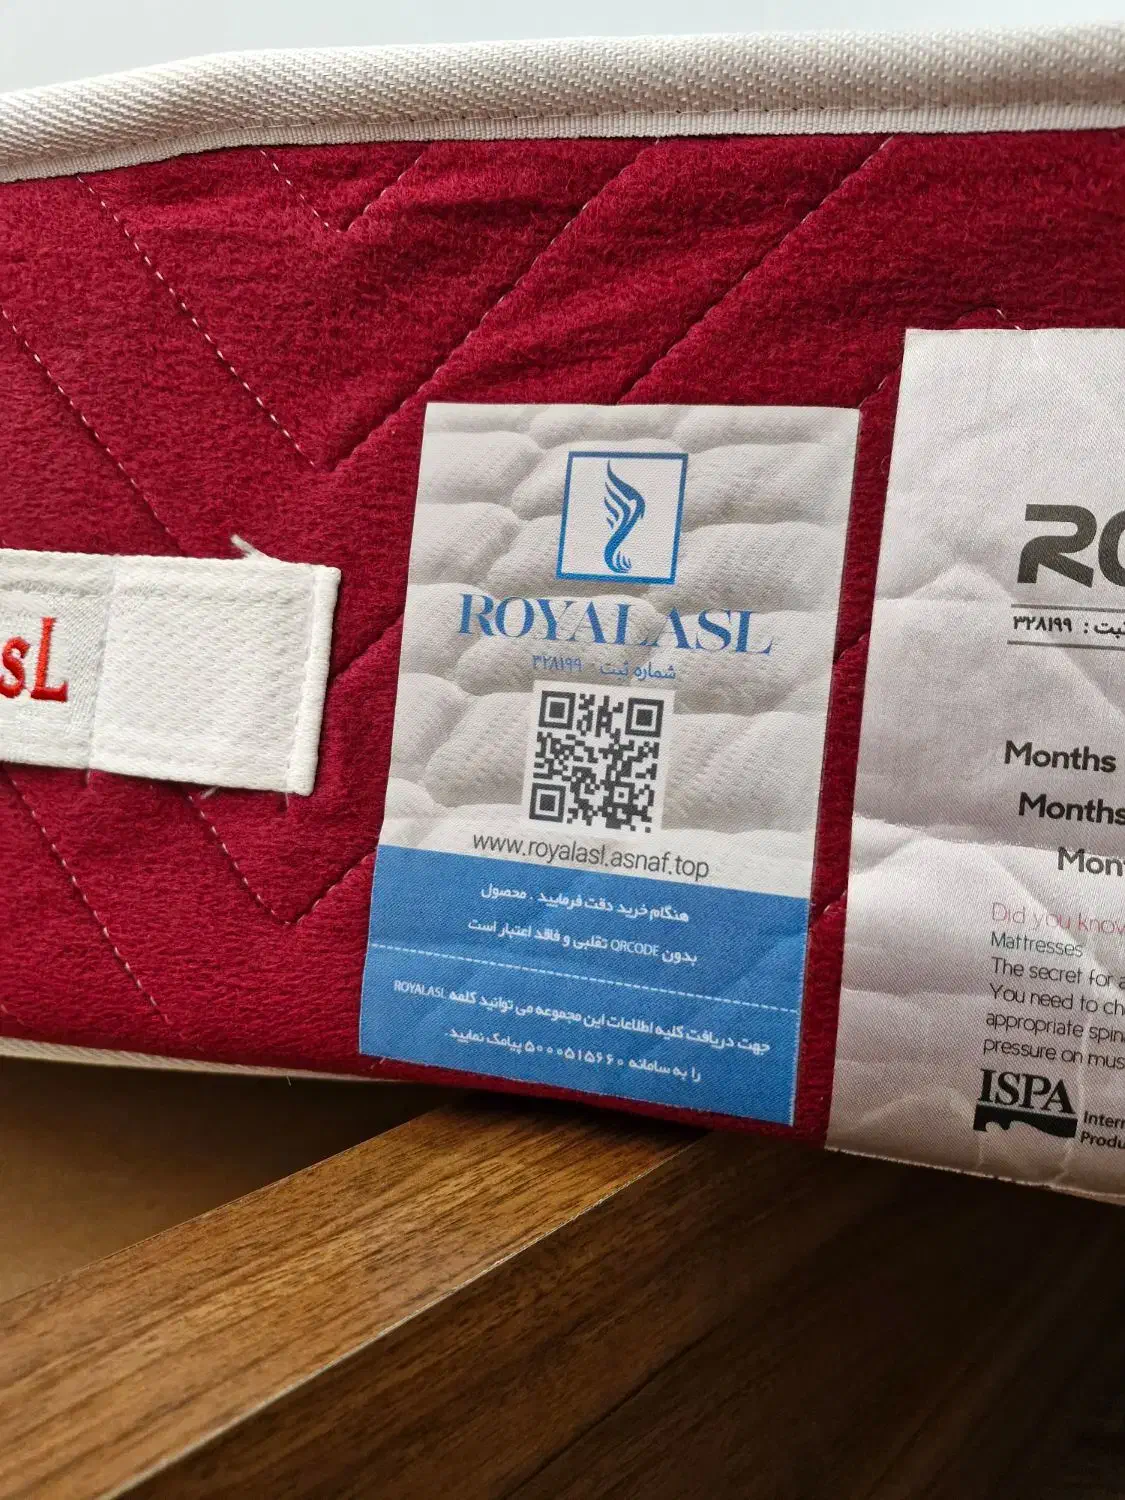 sL
ROYALASL
شماره ثبت: ۳۲۸۱۹۹
www.royalasl.asnaf.top
هنگام خرید دقت فرمایید . محصول
بدون QRCODE تقلبی و فاقد اعتبار است
جهت دریافت کلیه اطلاعات این مجموعه می توانید کلمه ROYALASL
را به سامانه ۵۰۰۰۵۱۵۶۶۰ پیامک نمایید.
RO
ثبت : ۳۲۸۱۹۹
Months
Months
Mon
Did you know
Mattresses
The secret for a
You need to ch
appropriate spin
pressure on mus
ISPA
Intern
Produ